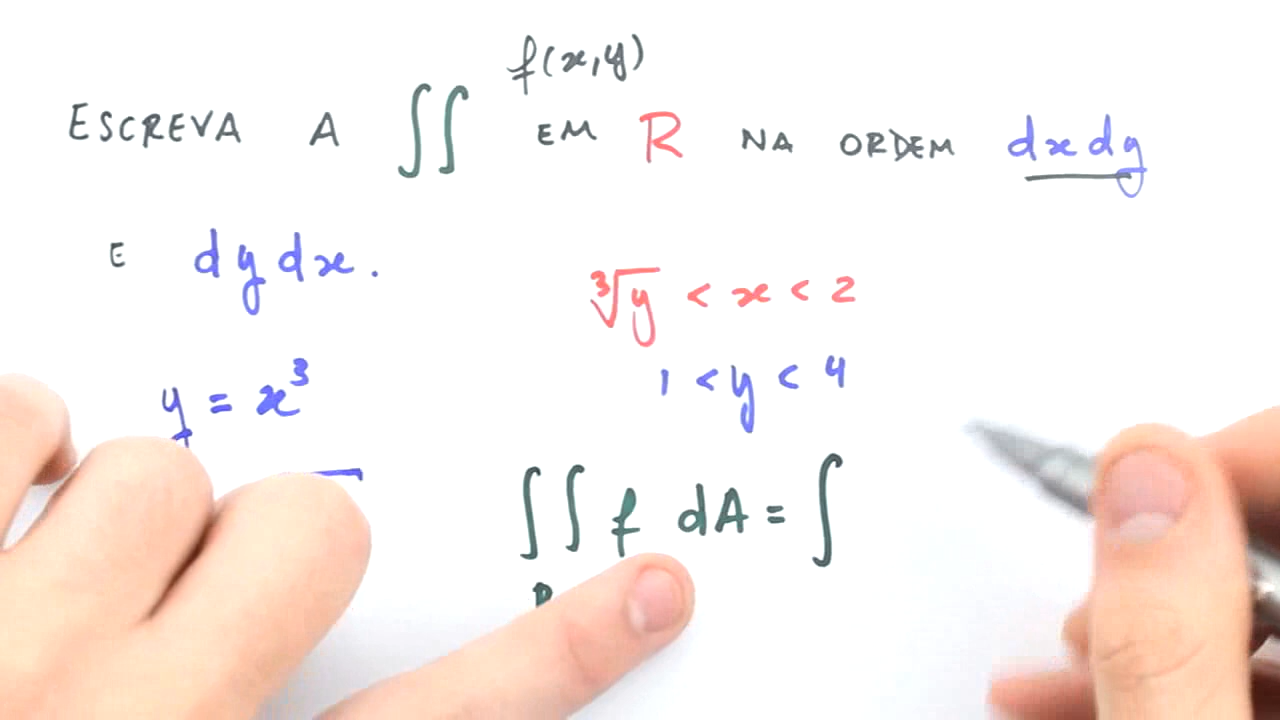 f(x,y)
ESCREVA A ∬ EM R NA ORDEM dxdy
E dydx.
∛y < x < 2
y = x³
1 < y < 4
∬ f dA = ∫